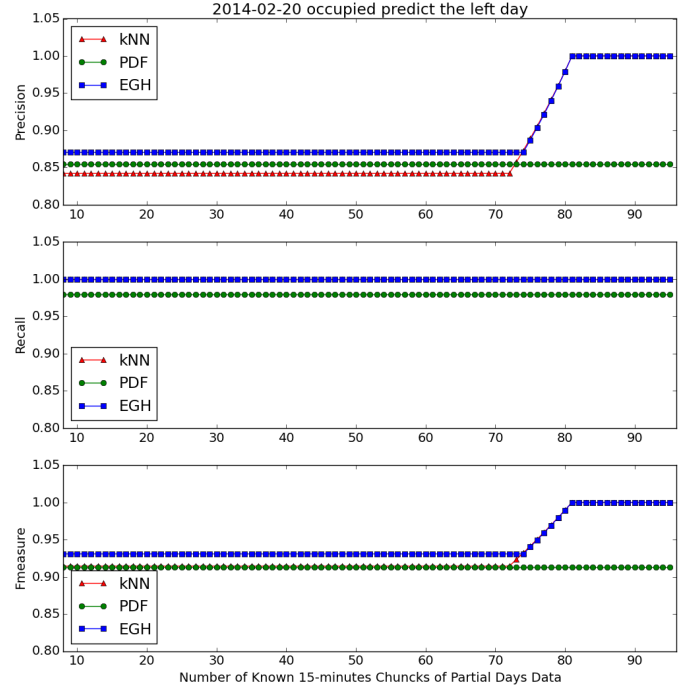 2014-02-20 occupied predict the left day
1.05
1.00
0.95
0.90
0.85
0.80
Precision
kNN
PDF
EGH
10 20 30 40 50 60 70 80 90
1.05
1.00
0.95
0.90
0.85
0.80
Recall
kNN
PDF
EGH
10 20 30 40 50 60 70 80 90
1.05
1.00
0.95
0.90
0.85
0.80
Fmeasure
kNN
PDF
EGH
10 20 30 40 50 60 70 80 90
Number of Known 15-minutes Chuncks of Partial Days Data